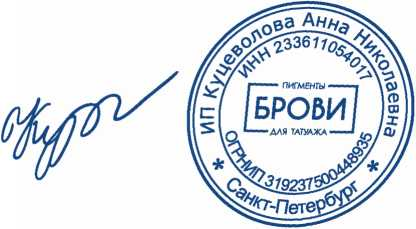 ИП Куцеволова Анна Николаевна
ИНН 233611054017
ПИГМЕНТЫ
БРОВИ
ДЛЯ ТАТУАЖА
ОГРНИП 319237500448935
* Санкт-Петербург *